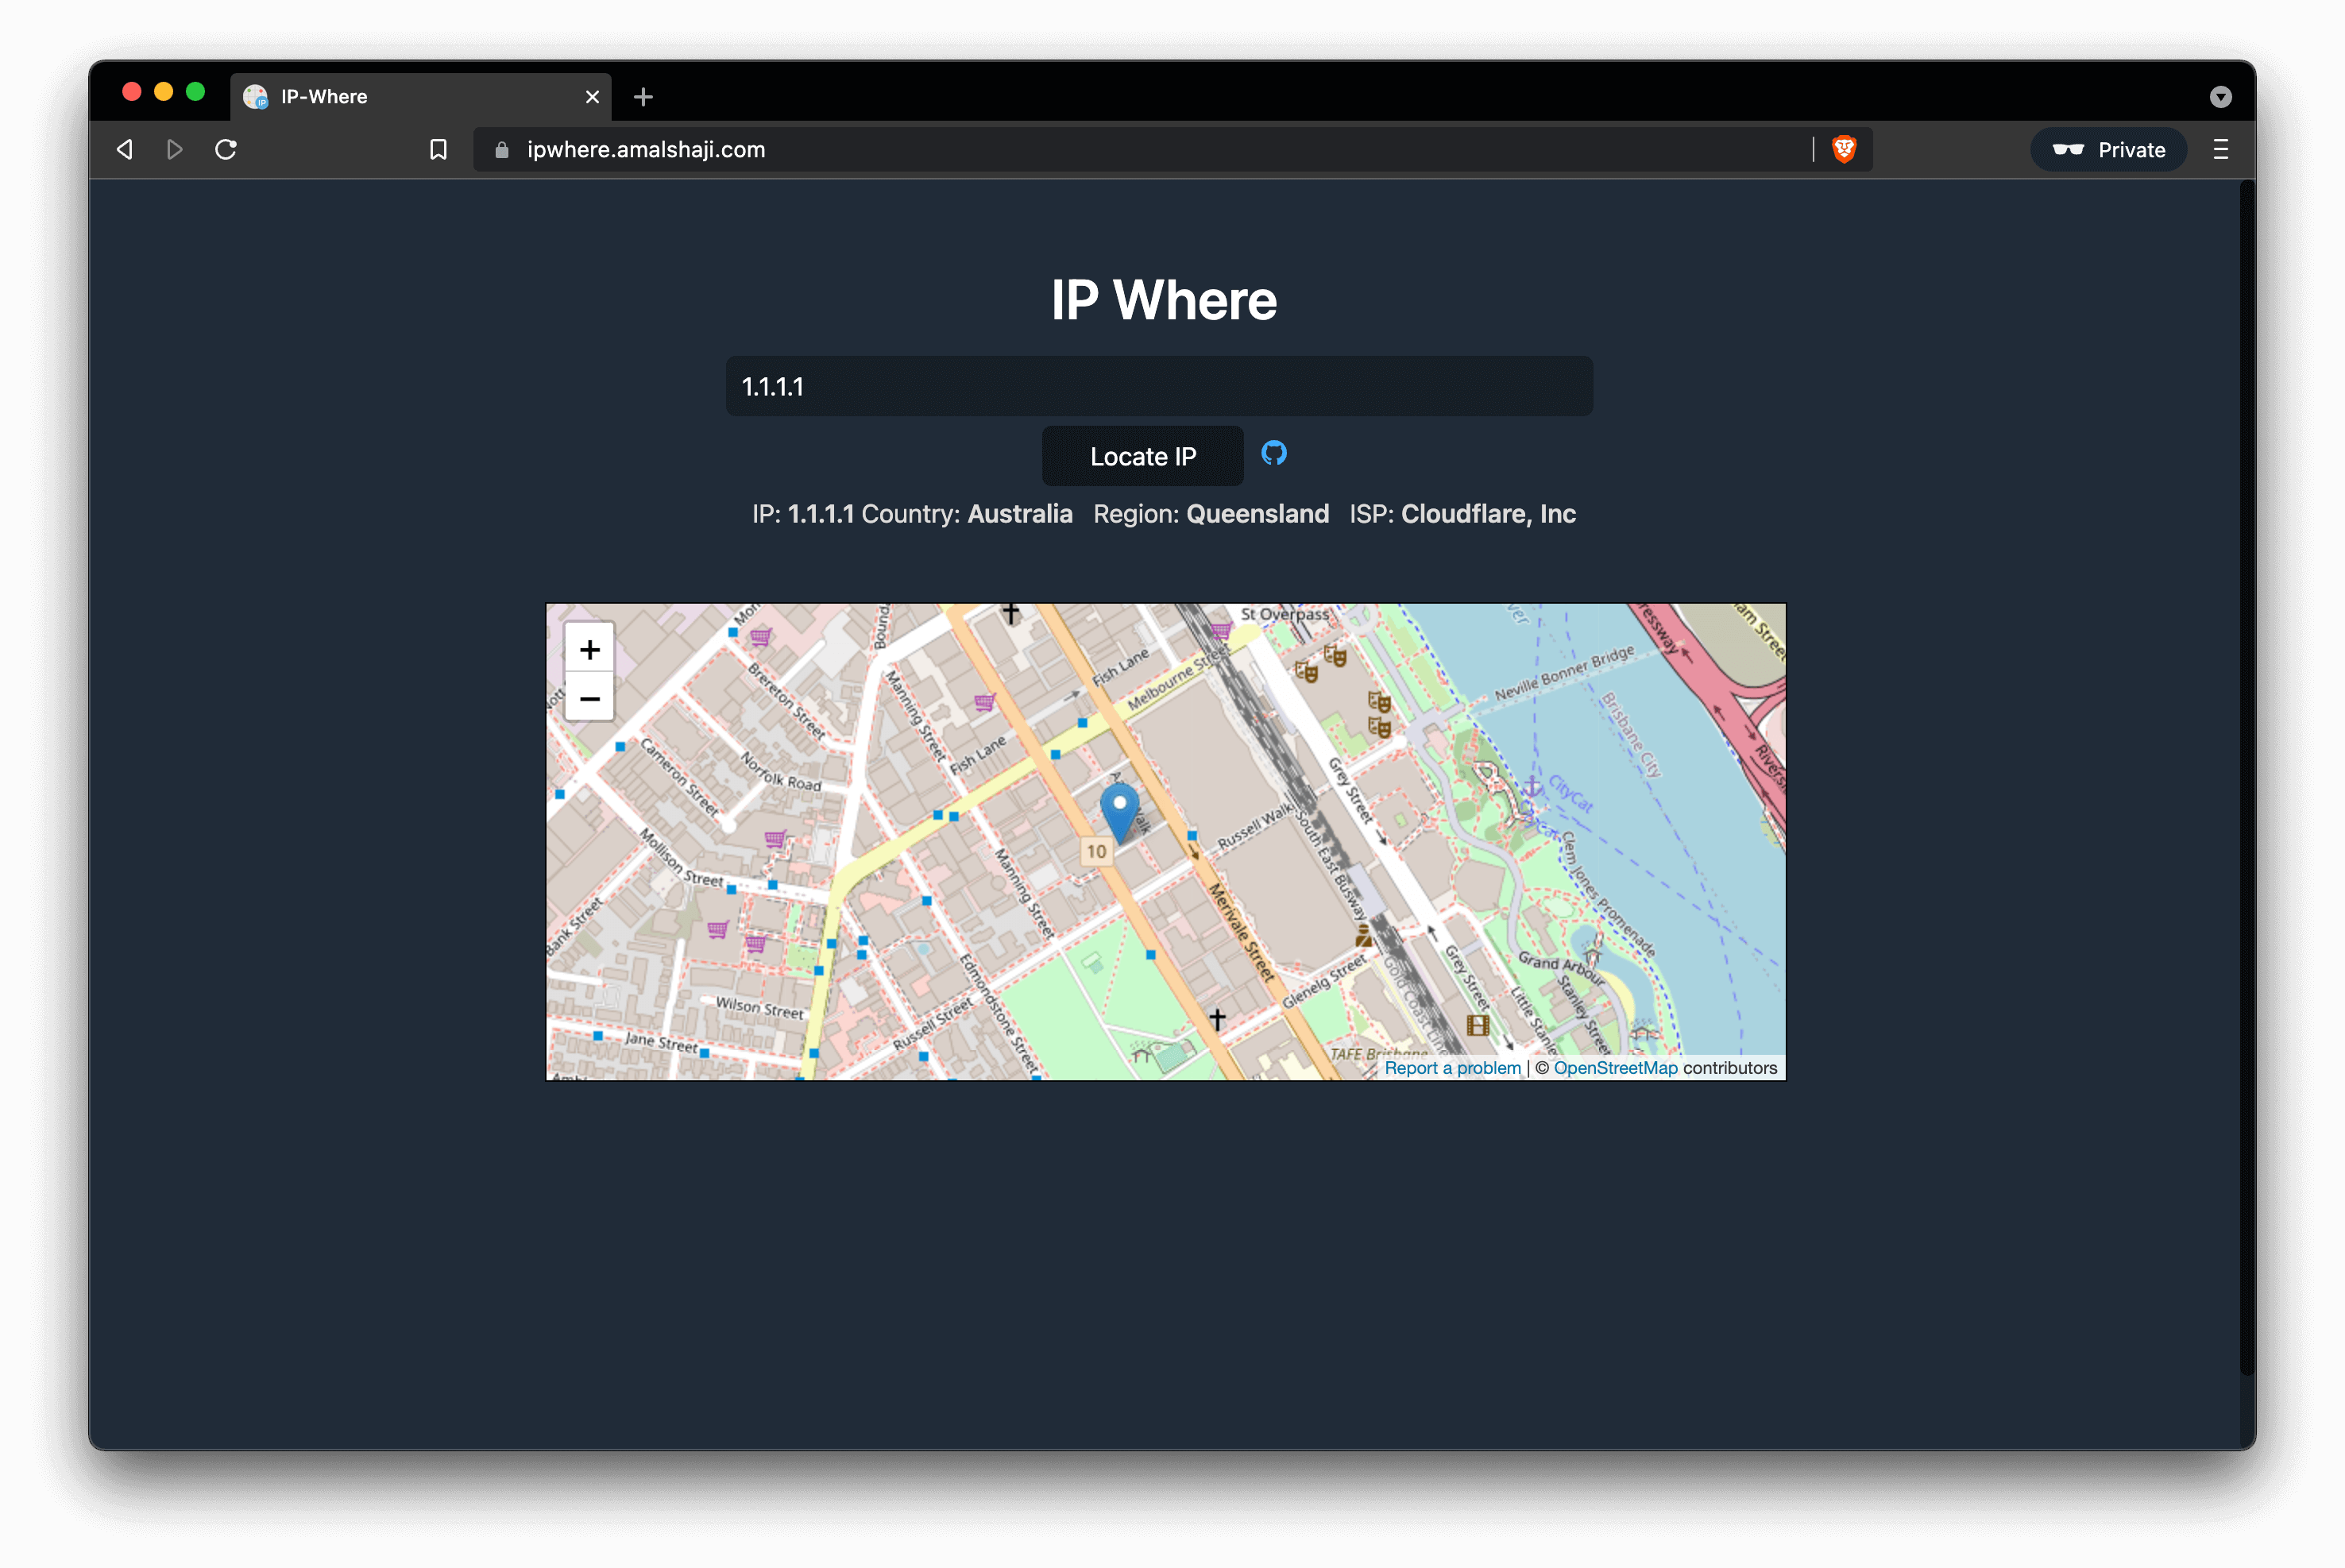 IP-Where
ipwhere.amalshaji.com
Private
IP Where
1.1.1.1
Locate IP
IP: 1.1.1.1 Country: Australia Region: Queensland ISP: Cloudflare, Inc
+
−
St Overpass
Fish Lane
Melbourne Street
Neville Bonner Bridge
Brereton Street
Manning Street
Brisbane City
Cameron Street
Norfolk Road
Fish Lane
Grey Street
CityCat
Russell Walk
10
Mollison Street
South East Busway
Clem Jones Promenade
Manning Street
Merivale Street
Bank Street
Edmondstone Street
Glenelg Street
Grey Street
Grand Arbour
Stanley Street
Wilson Street
Russell Street
Gold Coast Line
Jane Street
TAFE Brisbane
Report a problem | © OpenStreetMap contributors